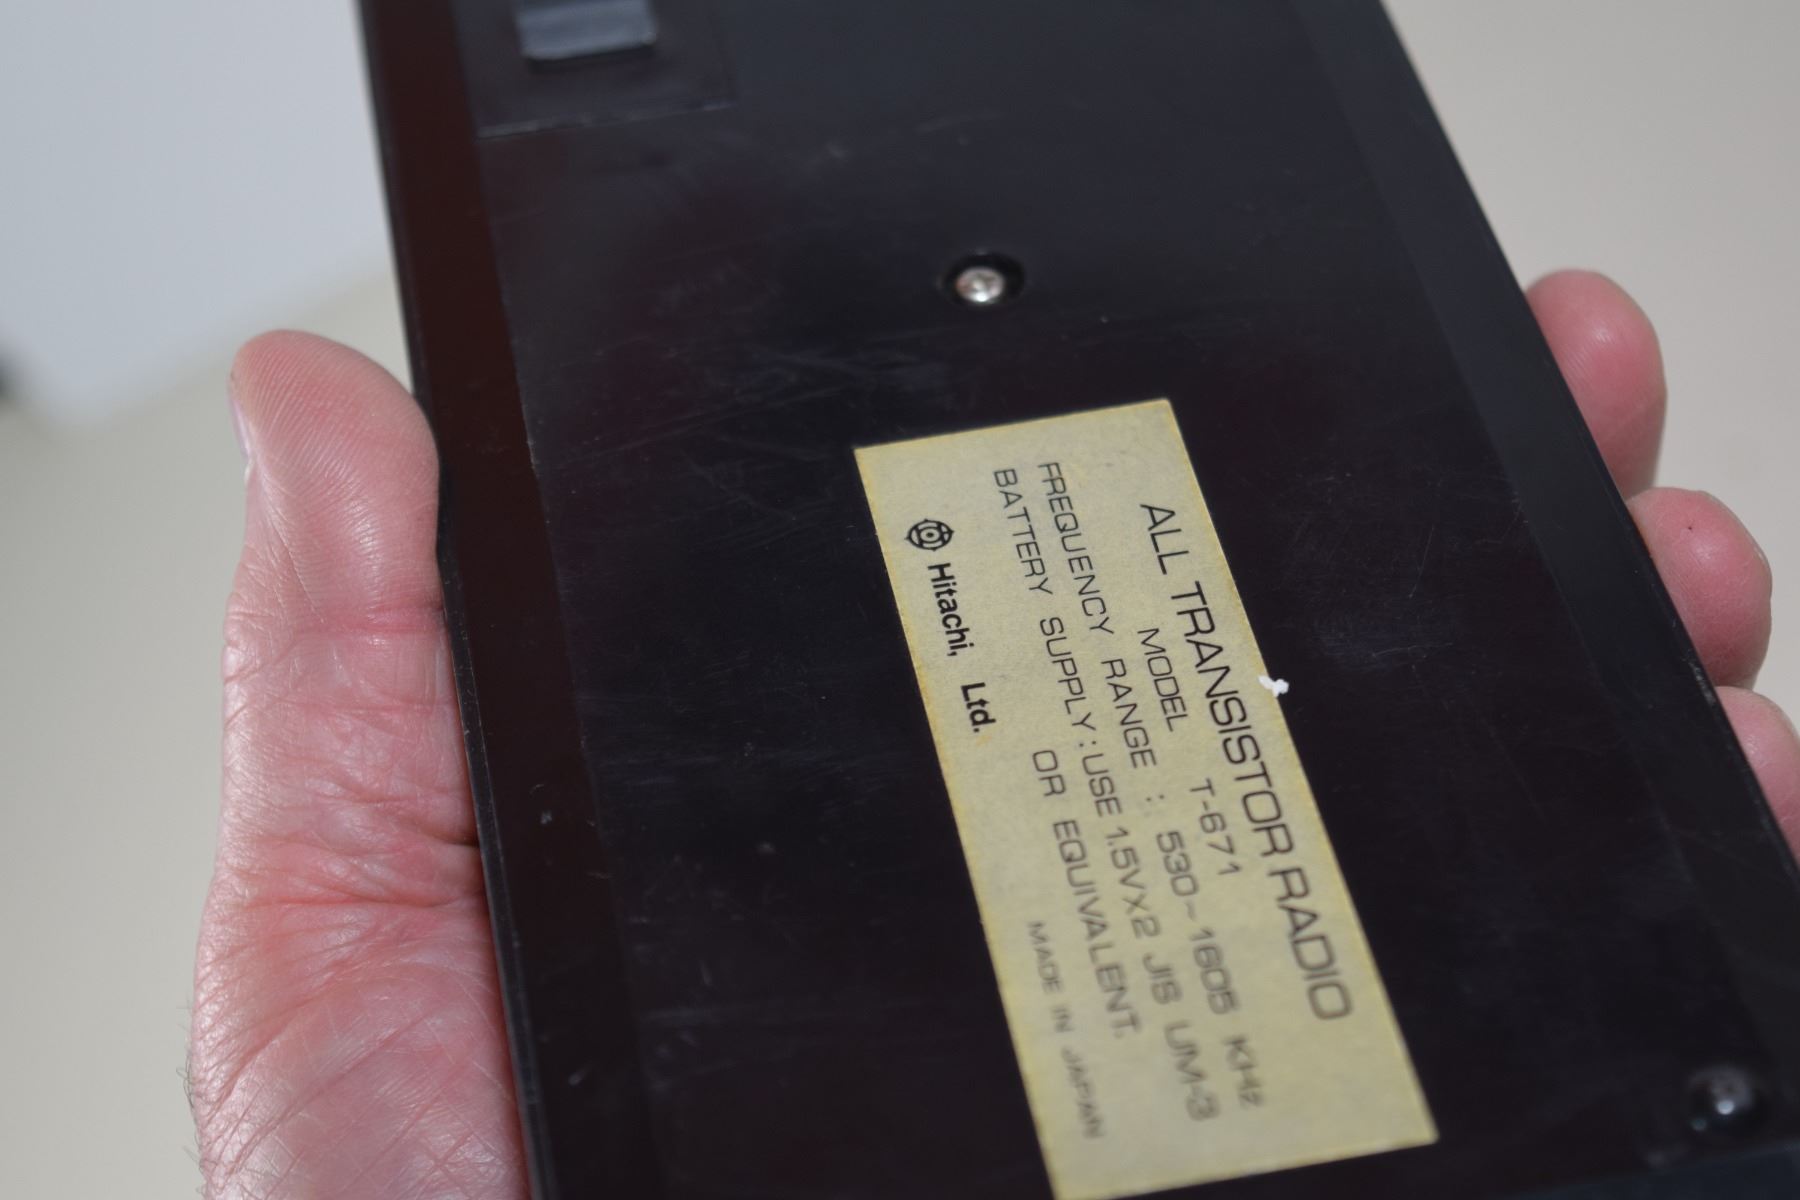 ALL TRANSISTOR RADIO
MODEL T-671
FREQUENCY RANGE : 530~1605 KHz
BATTERY SUPPLY : USE 1.5V×2 JIS UM-3
OR EQUIVALENT.
Hitachi, Ltd.
MADE IN JAPAN